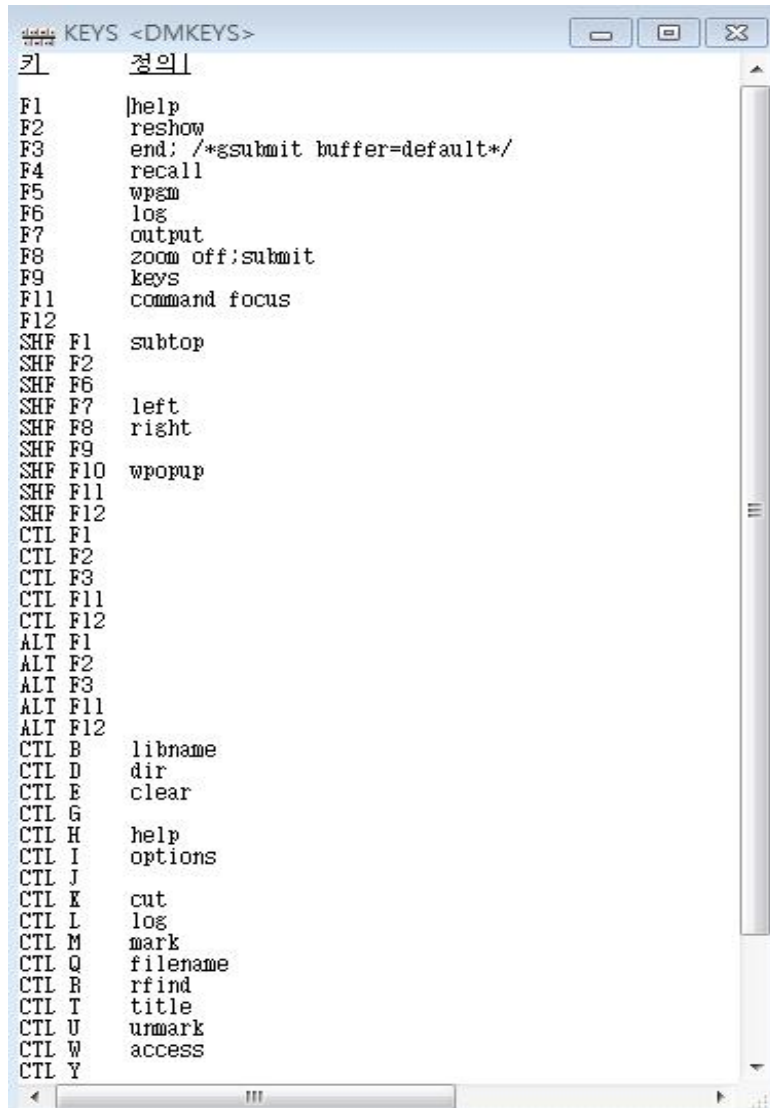 KEYS <DMKEYS>
키 정의
F1 help
F2 reshow
F3 end; /*gsubmit buffer=default*/
F4 recall
F5 wpgm
F6 log
F7 output
F8 zoom off;submit
F9 keys
F11 command focus
F12
SHF F1 subtop
SHF F2
SHF F6
SHF F7 left
SHF F8 right
SHF F9
SHF F10 wpopup
SHF F11
SHF F12
CTL F1
CTL F2
CTL F3
CTL F11
CTL F12
ALT F1
ALT F2
ALT F3
ALT F11
ALT F12
CTL B libname
CTL D dir
CTL E clear
CTL G
CTL H help
CTL I options
CTL J
CTL K cut
CTL L log
CTL M mark
CTL Q filename
CTL R rfind
CTL T title
CTL U unmark
CTL W access
CTL Y